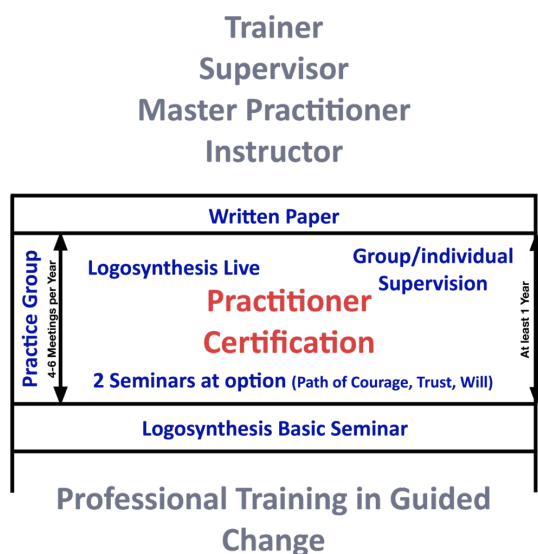 Trainer
Supervisor
Master Practitioner
Instructor
Written Paper
Practice Group
4-6 Meetings per Year
Logosynthesis Live
Group/individual
Supervision
Practitioner
Certification
2 Seminars at option (Path of Courage, Trust, Will)
At least 1 Year
Logosynthesis Basic Seminar
Professional Training in Guided
Change